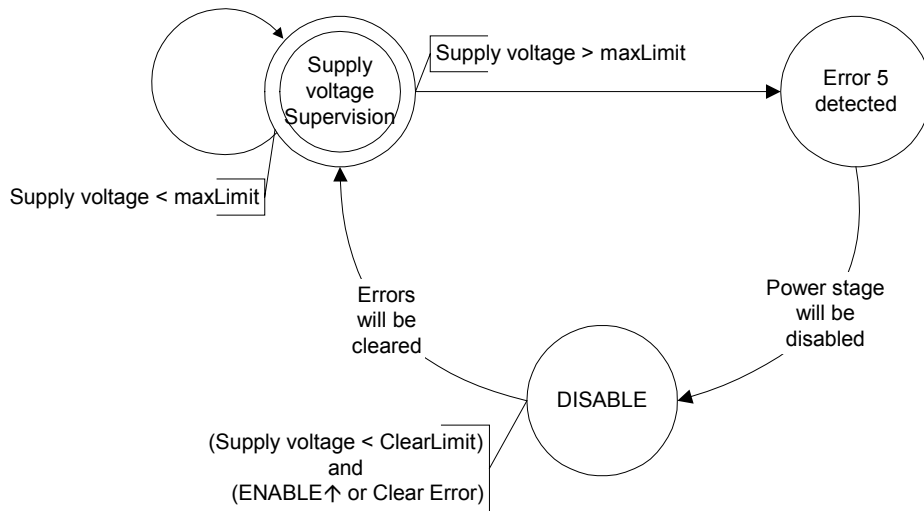 Supply
voltage
Supervision
Supply voltage > maxLimit
Error 5
detected
Supply voltage < maxLimit
Errors
will be
cleared
Power stage
will be
disabled
DISABLE
(Supply voltage < ClearLimit)
and
(ENABLE↑ or Clear Error)